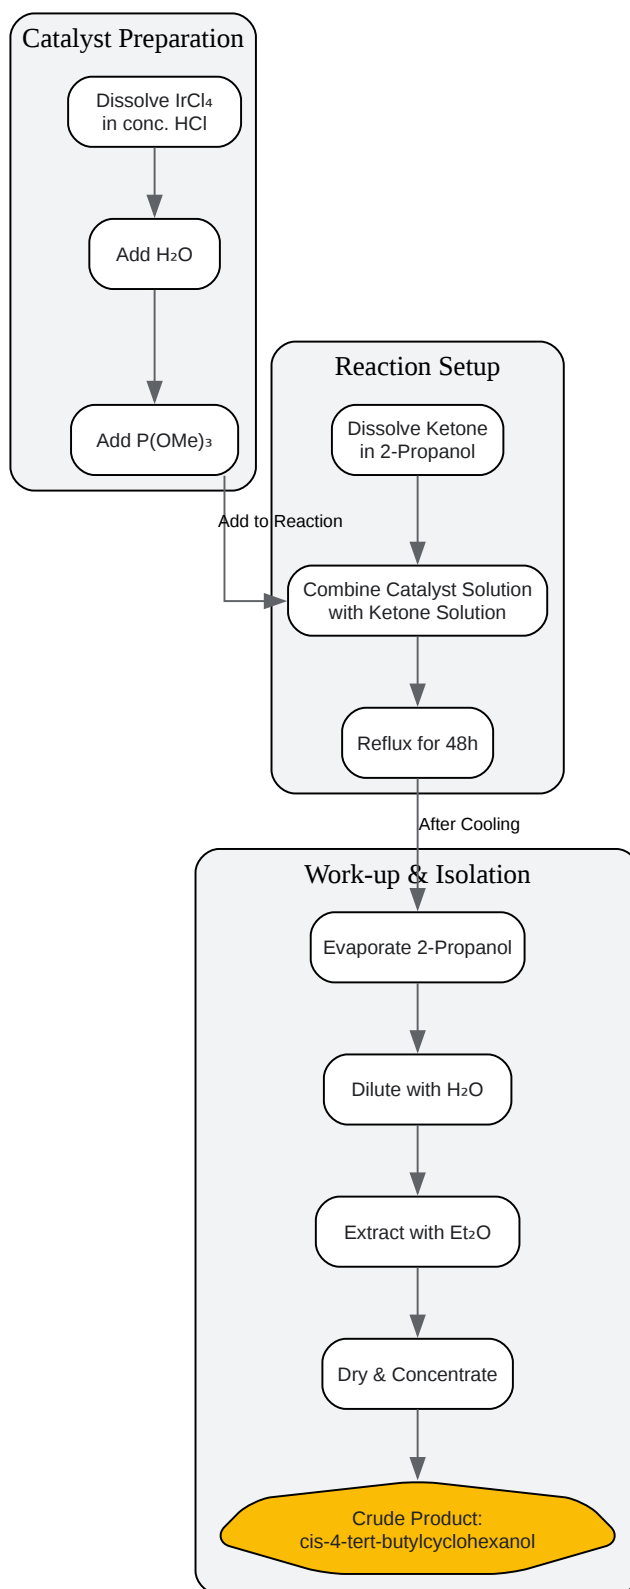 Catalyst Preparation
Dissolve IrCl₄
in conc. HCl
Add H₂O
Add P(OMe)₃
Add to Reaction
Reaction Setup
Dissolve Ketone
in 2-Propanol
Combine Catalyst Solution
with Ketone Solution
Reflux for 48h
After Cooling
Work-up & Isolation
Evaporate 2-Propanol
Dilute with H₂O
Extract with Et₂O
Dry & Concentrate
Crude Product:
cis-4-tert-butylcyclohexanol